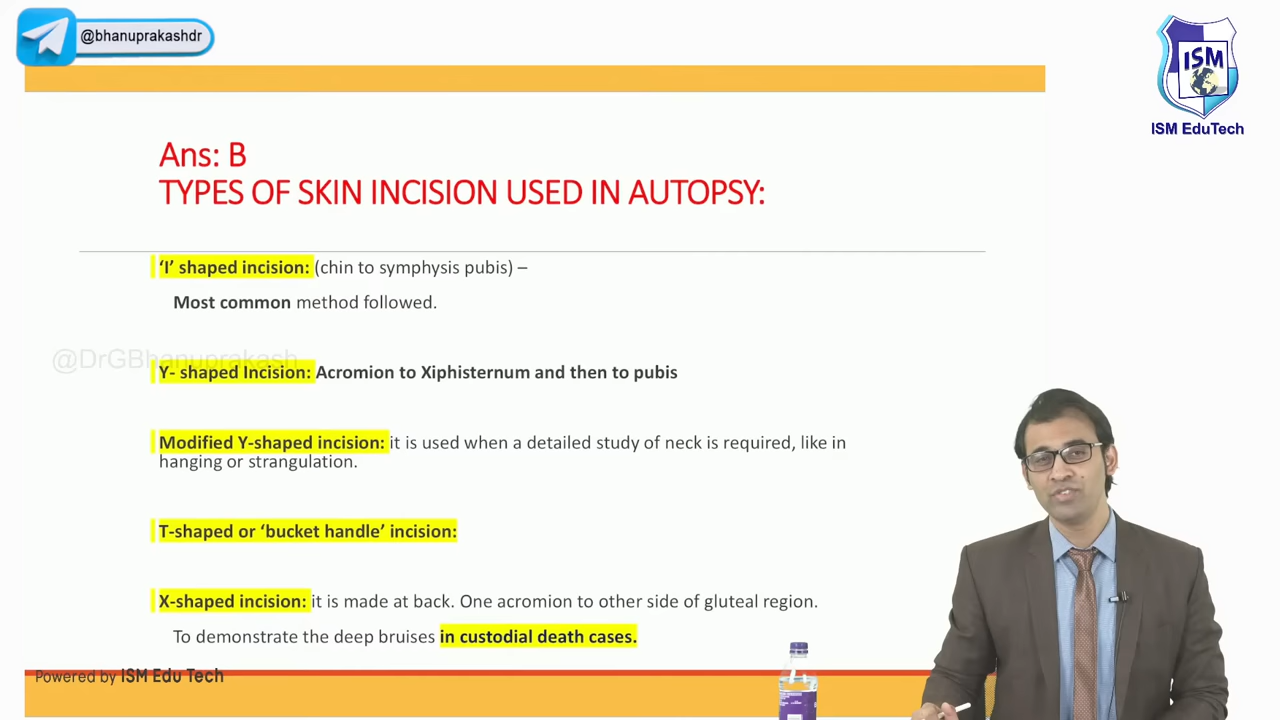 @bhanuprakashdr
ISM
ISM EduTech
Ans: B
TYPES OF SKIN INCISION USED IN AUTOPSY:
‘I’ shaped incision: (chin to symphysis pubis) –
Most common method followed.
@DrGBhanuprakash
Y- shaped Incision: Acromion to Xiphisternum and then to pubis
Modified Y-shaped incision: it is used when a detailed study of neck is required, like in
hanging or strangulation.
T-shaped or ‘bucket handle’ incision:
X-shaped incision: it is made at back. One acromion to other side of gluteal region.
To demonstrate the deep bruises in custodial death cases.
Powered by ISM Edu Tech